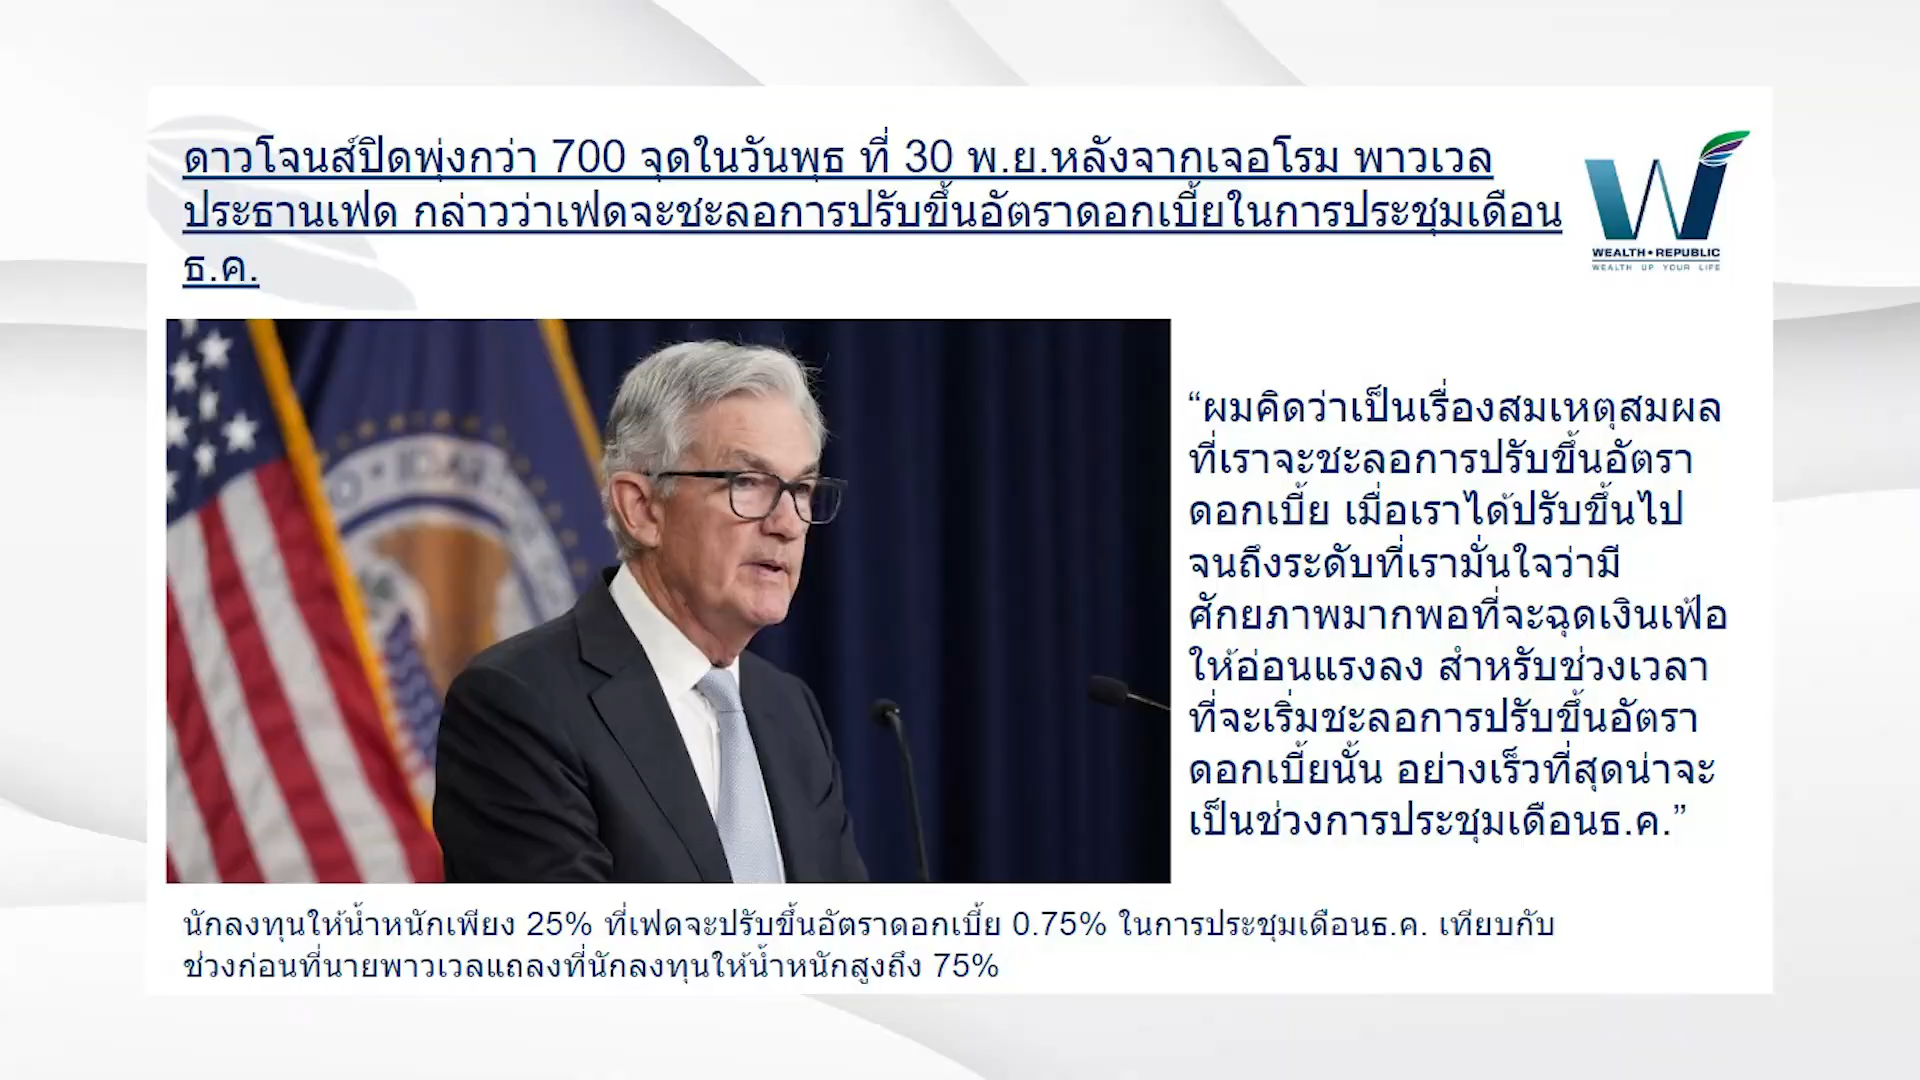 ดาวโจนส์ปิดพุ่งกว่า 700 จุดในวันพุธ ที่ 30 พ.ย.หลังจากเจอโรม พาวเวล
ประธานเฟด กล่าวว่าเฟดจะชะลอการปรับขึ้นอัตราดอกเบี้ยในการประชุมเดือน
ธ.ค.
WEALTH•REPUBLIC
WEALTH UP YOUR LIFE
“ผมคิดว่าเป็นเรื่องสมเหตุสมผล
ที่เราจะชะลอการปรับขึ้นอัตรา
ดอกเบี้ย เมื่อเราได้ปรับขึ้นไป
จนถึงระดับที่เรามั่นใจว่ามี
ศักยภาพมากพอที่จะฉุดเงินเฟ้อ
ให้อ่อนแรงลง สำหรับช่วงเวลา
ที่จะเริ่มชะลอการปรับขึ้นอัตรา
ดอกเบี้ยนั้น อย่างเร็วที่สุดน่าจะ
เป็นช่วงการประชุมเดือนธ.ค.”
นักลงทุนให้น้ำหนักเพียง 25% ที่เฟดจะปรับขึ้นอัตราดอกเบี้ย 0.75% ในการประชุมเดือนธ.ค. เทียบกับ
ช่วงก่อนที่นายพาวเวลแถลงที่นักลงทุนให้น้ำหนักสูงถึง 75%